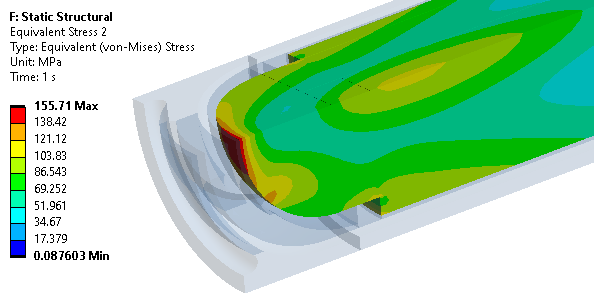 F: Static Structural
Equivalent Stress 2
Type: Equivalent (von-Mises) Stress
Unit: MPa
Time: 1 s
155.71 Max
138.42
121.12
103.83
86.543
69.252
51.961
34.67
17.379
0.087603 Min